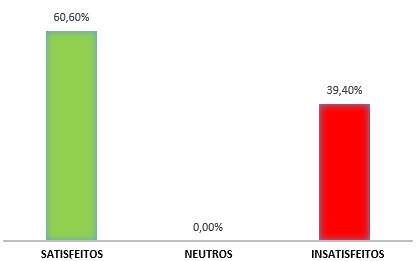 60,60%
39,40%
0,00%
SATISFEITOS
NEUTROS
INSATISFEITOS